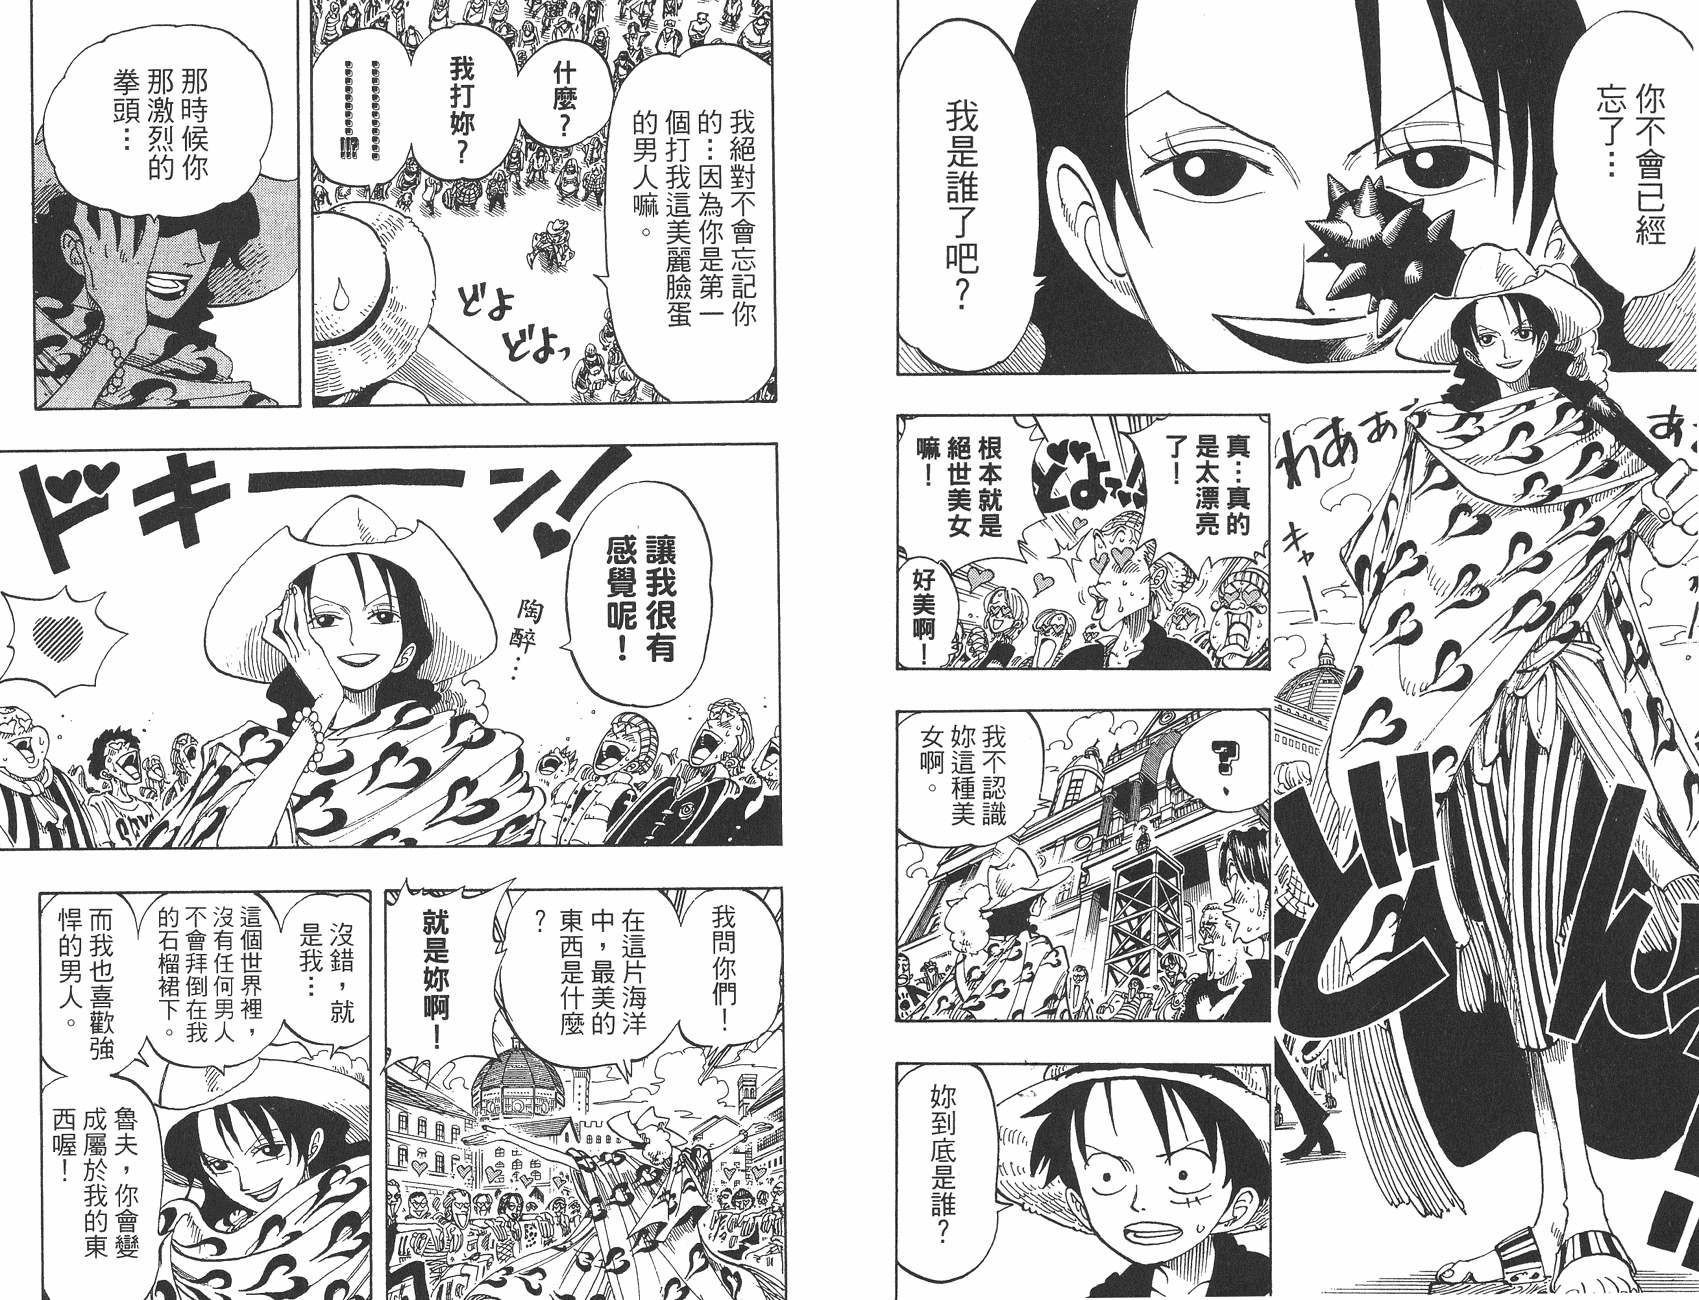 你不會已經
忘了…
我是誰了吧？
わあぁぁ
あ
キャー
真…真的
是太漂亮
了！
根本就是
絕世美女
嘛！
どよっ!!
好美啊！
？
我不認識
妳這種美
女啊。
妳到底是誰？
どんっ!!
我絕對不會忘記你
的…因為你是第一
個打我這美麗臉蛋
的男人嘛。
什麼？
我打妳？
…………
……!!?
どよ
どよっ
那時候你
那激烈的
拳頭…
ドキーン!
讓我很有
感覺呢！
陶醉…
我問你們！
在這片海洋
中，最美的
東西是什麼
？
就是妳啊！
沒錯，就
是我…
這個世界裡，
沒有任何男人
不會拜倒在我
的石榴裙下。
而我也喜歡強
悍的男人。
魯夫，你會變
成屬於我的東
西喔！